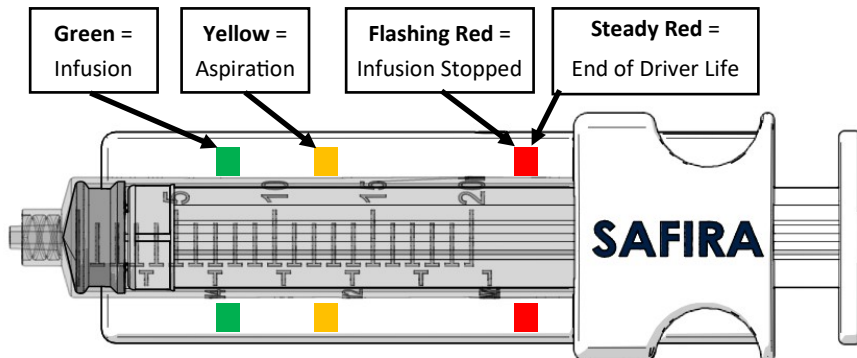 Green =
Infusion
Yellow =
Aspiration
Flashing Red =
Infusion Stopped
Steady Red =
End of Driver Life
5
10
15
20
SAFIRA